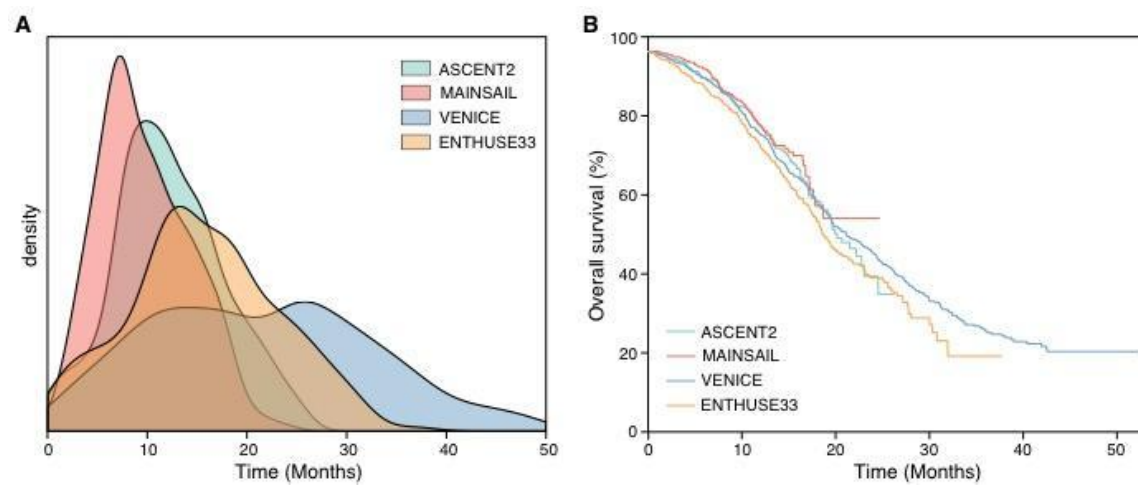 A
ASCENT2
MAINSAIL
VENICE
ENTHUSE33
density
0 10 20 30 40 50
Time (Months)
B
100
80
60
40
20
0
Overall survival (%)
ASCENT2
MAINSAIL
VENICE
ENTHUSE33
0 10 20 30 40 50
Time (Months)